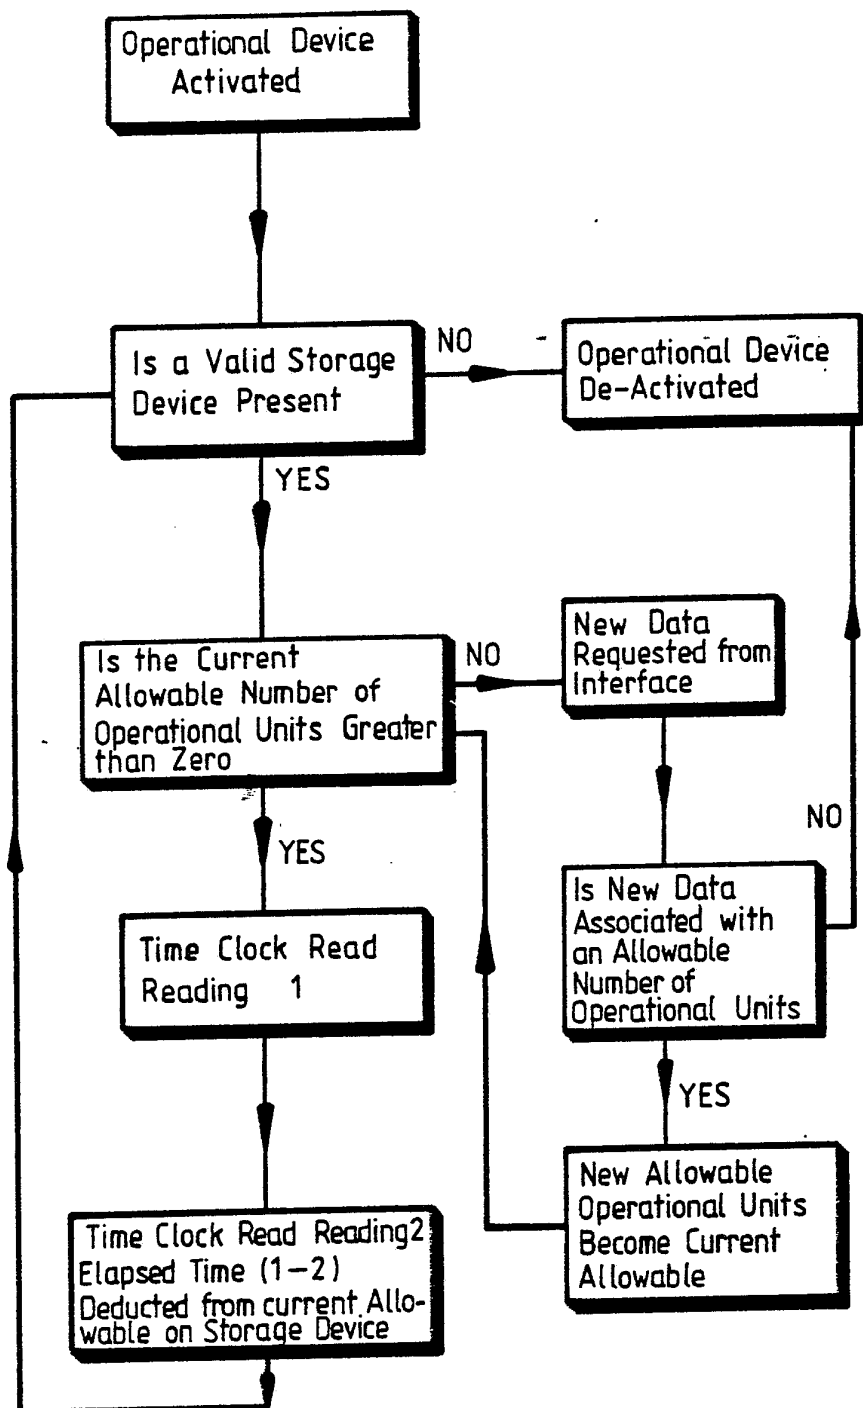 Operational Device
Activated
Is a Valid Storage
Device Present
NO
Operational Device
De-Activated
YES
Is the Current
Allowable Number of
Operational Units Greater
than Zero
NO
New Data
Requested from
Interface
YES
NO
Is New Data
Associated with
an Allowable
Number of
Operational Units
Time Clock Read
Reading 1
YES
New Allowable
Operational Units
Become Current
Allowable
Time Clock Read Reading2
Elapsed Time (1-2)
Deducted from current Allo-
wable on Storage Device